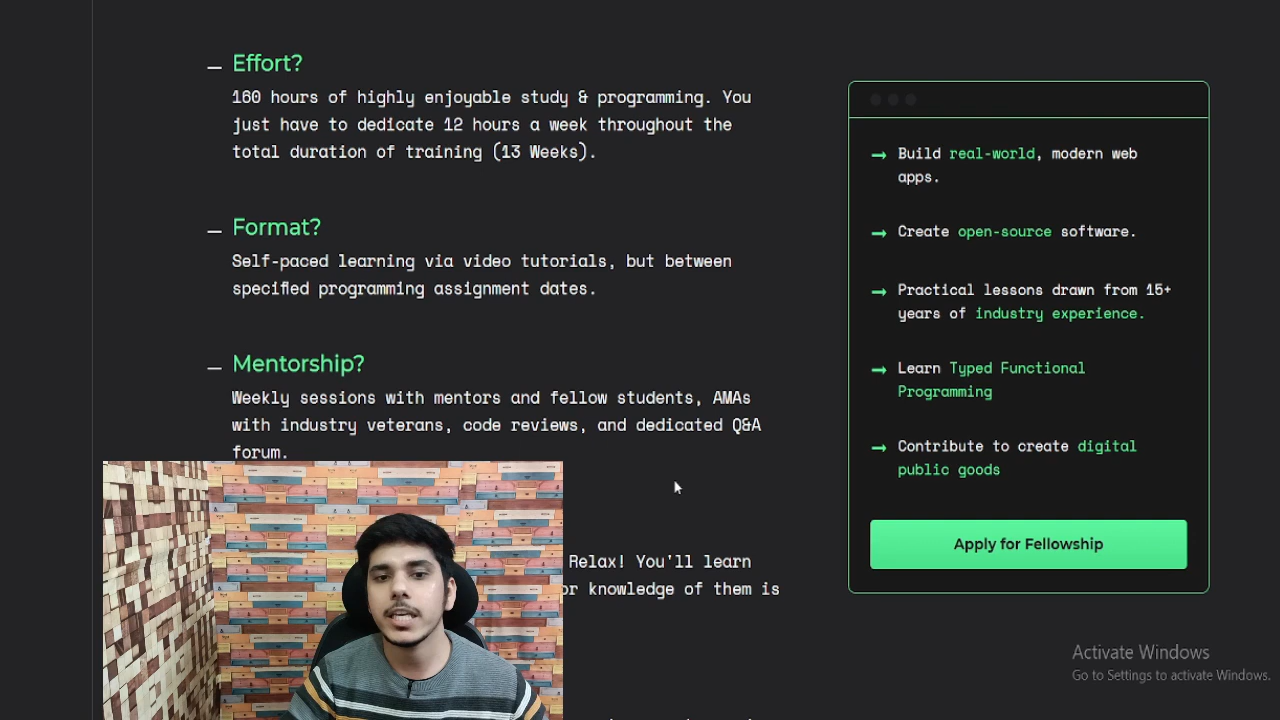 Effort?
160 hours of highly enjoyable study & programming. You
just have to dedicate 12 hours a week throughout the
total duration of training (13 Weeks).
Format?
Self-paced learning via video tutorials, but between
specified programming assignment dates.
Mentorship?
Weekly sessions with mentors and fellow students, AMAs
with industry veterans, code reviews, and dedicated Q&A
forum.
Relax! You'll learn
or knowledge of them is
Build real-world, modern web
apps.
Create open-source software.
Practical lessons drawn from 15+
years of industry experience.
Learn Typed Functional
Programming
Contribute to create digital
public goods
Apply for Fellowship
Activate Windows
Go to Settings to activate Windows.